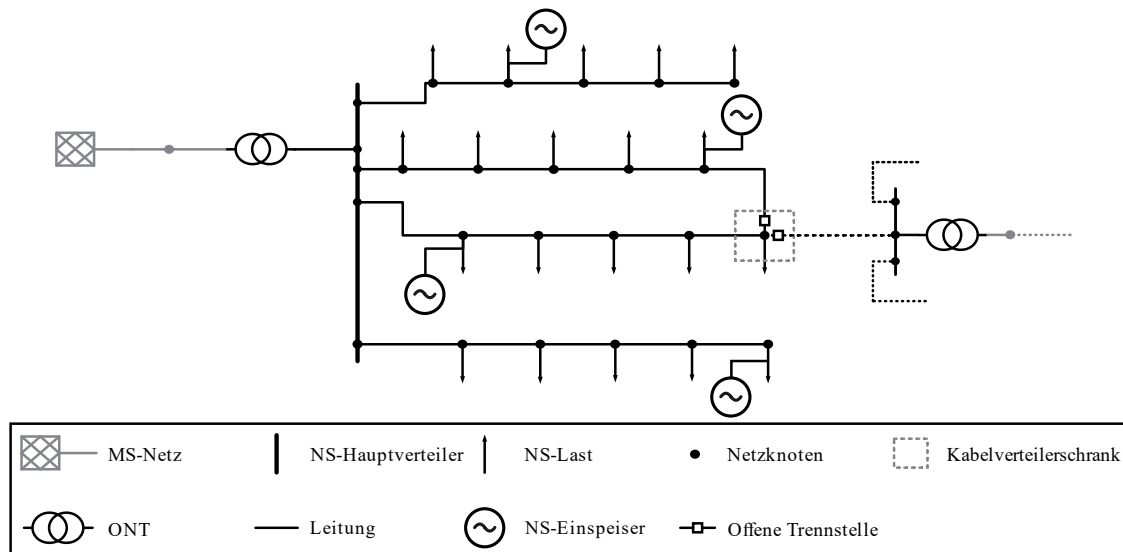 MS-Netz
NS-Hauptverteiler
NS-Last
Netzknoten
Kabelverteilerschrank
ONT
Leitung
NS-Einspeiser
Offene Trennstelle